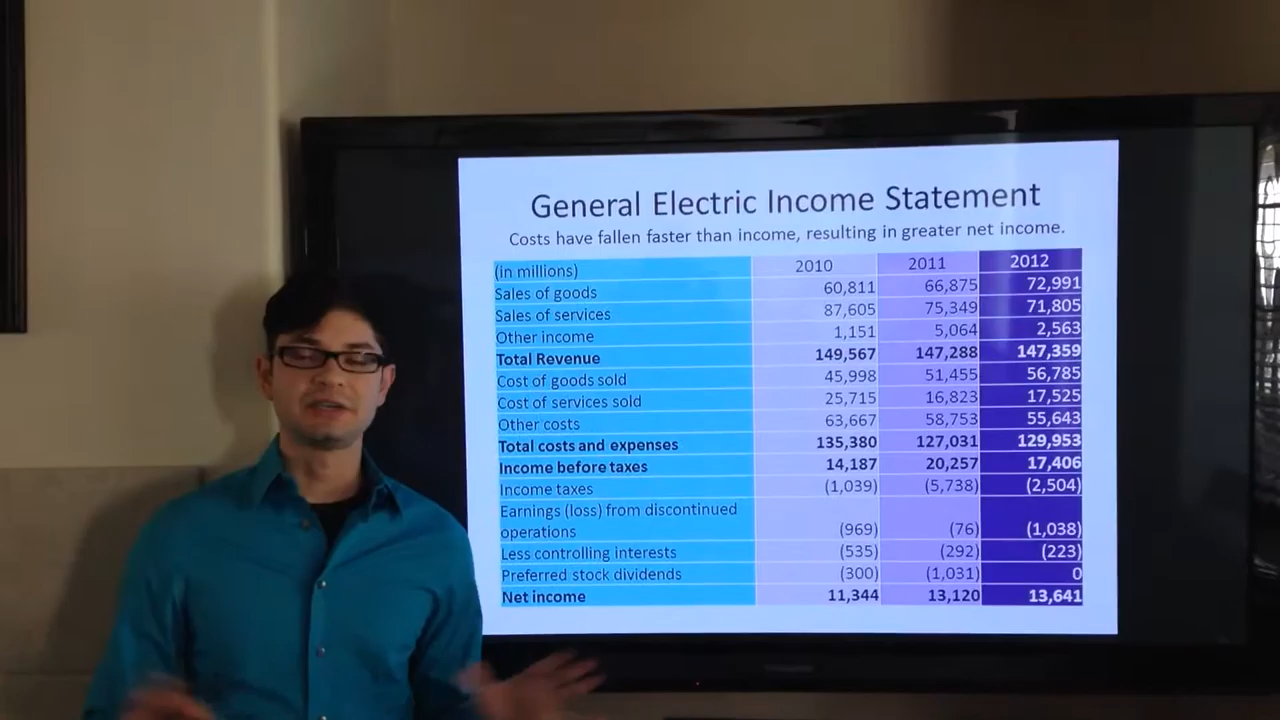 General Electric Income Statement
Costs have fallen faster than income, resulting in greater net income.
(in millions) 2010 2011 2012
Sales of goods 60,811 66,875 72,991
Sales of services 87,605 75,349 71,805
Other income 1,151 5,064 2,563
Total Revenue 149,567 147,288 147,359
Cost of goods sold 45,998 51,455 56,785
Cost of services sold 25,715 16,823 17,525
Other costs 63,667 58,753 55,643
Total costs and expenses 135,380 127,031 129,953
Income before taxes 14,187 20,257 17,406
Income taxes (1,039) (5,738) (2,504)
Earnings (loss) from discontinued
operations (969) (76) (1,038)
Less controlling interests (535) (292) (223)
Preferred stock dividends (300) (1,031) 0
Net income 11,344 13,120 13,641